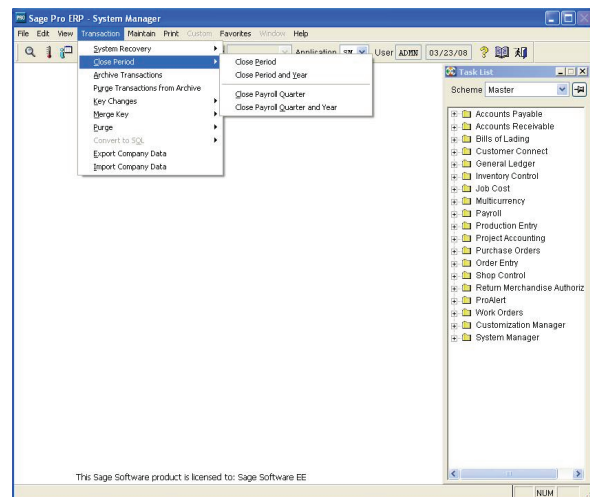 Sage Pro ERP - System Manager
File Edit View Transaction Maintain Print Custom Favorites Window Help
Application SM User ADMN 03/23/08
System Recovery
Close Period
Archive Transactions
Purge Transactions from Archive
Key Changes
Merge Key
Purge
Convert to SQL
Export Company Data
Import Company Data
Close Period
Close Period and Year
Close Payroll Quarter
Close Payroll Quarter and Year
Task List
Scheme Master
Accounts Payable
Accounts Receivable
Bills of Lading
Customer Connect
General Ledger
Inventory Control
Job Cost
Multicurrency
Payroll
Production Entry
Project Accounting
Purchase Orders
Order Entry
Shop Control
Return Merchandise Authoriz
ProAlert
Work Orders
Customization Manager
System Manager
This Sage Software product is licensed to: Sage Software EE
NUM